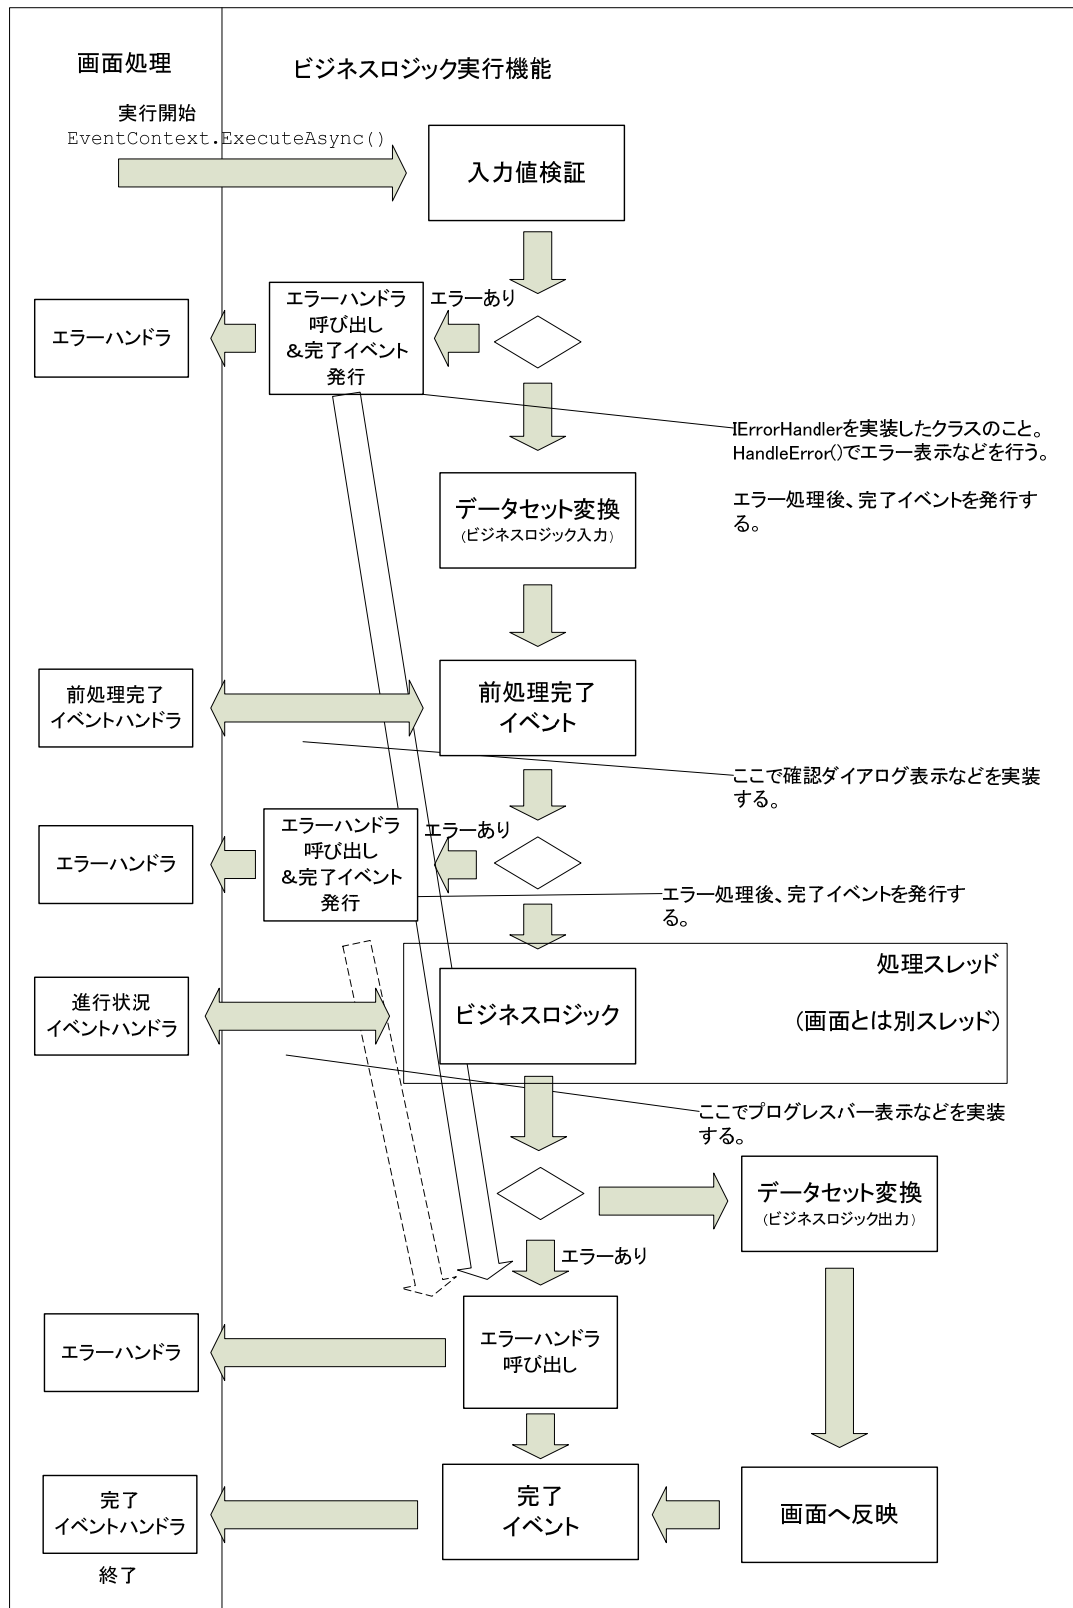 画面処理
ビジネスロジック実行機能
実行開始
EventContext.ExecuteAsync()
入力値検証
エラーあり
エラーハンドラ
呼び出し
&完了イベント
発行
エラーハンドラ
IErrorHandlerを実装したクラスのこと。
HandleError()でエラー表示などを行う。
エラー処理後、完了イベントを発行す
る。
データセット変換
(ビジネスロジック入力)
前処理完了
イベントハンドラ
前処理完了
イベント
ここで確認ダイアログ表示などを実装
する。
エラーあり
エラーハンドラ
呼び出し
&完了イベント
発行
エラーハンドラ
エラー処理後、完了イベントを発行す
る。
処理スレッド
(画面とは別スレッド)
進行状況
イベントハンドラ
ビジネスロジック
ここでプログレスバー表示などを実装
する。
データセット変換
(ビジネスロジック出力)
エラーあり
エラーハンドラ
エラーハンドラ
呼び出し
完了
イベントハンドラ
完了
イベント
画面へ反映
終了